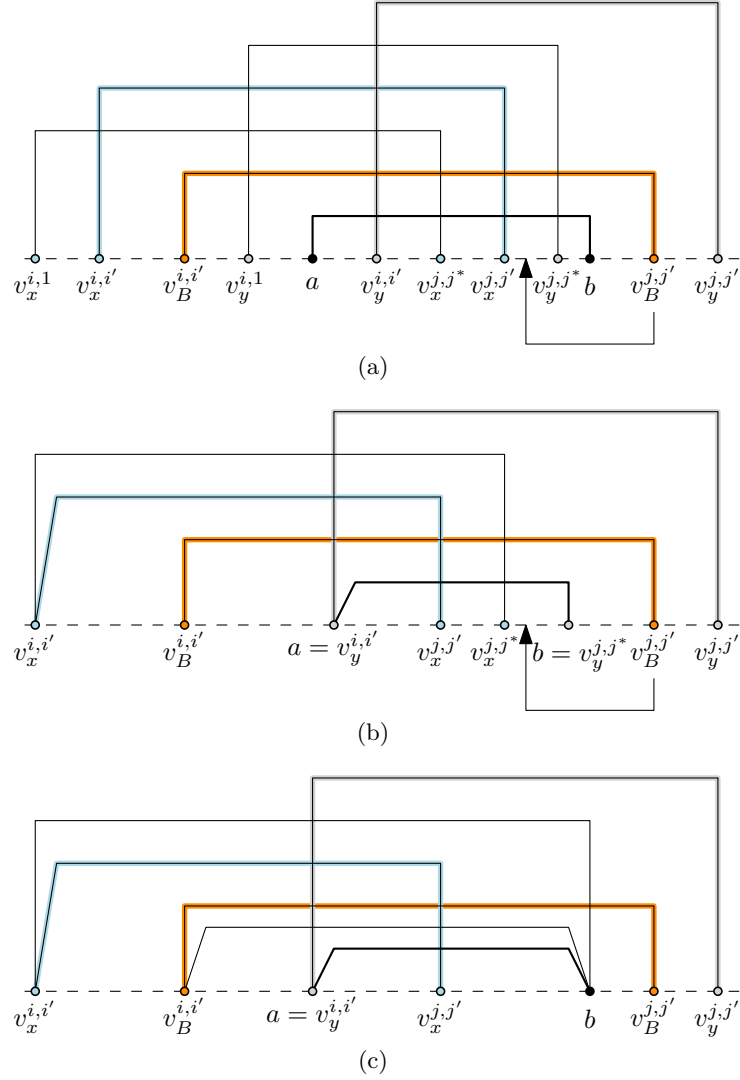 $v_x^{i,1}$ $v_x^{i,i'}$ $v_B^{i,i'}$ $v_y^{i,1}$ $a$ $v_y^{i,i'}$ $v_x^{j,j^*}$ $v_x^{j,j'}$ $v_y^{j,j^*}$ $b$ $v_B^{j,j'}$ $v_y^{j,j'}$
(a)
$v_x^{i,i'}$ $v_B^{i,i'}$ $a = v_y^{i,i'}$ $v_x^{j,j'}$ $v_x^{j,j^*}$ $b = v_y^{j,j^*}$ $v_B^{j,j'}$ $v_y^{j,j'}$
(b)
$v_x^{i,i'}$ $v_B^{i,i'}$ $a = v_y^{i,i'}$ $v_x^{j,j'}$ $b$ $v_B^{j,j'}$ $v_y^{j,j'}$
(c)